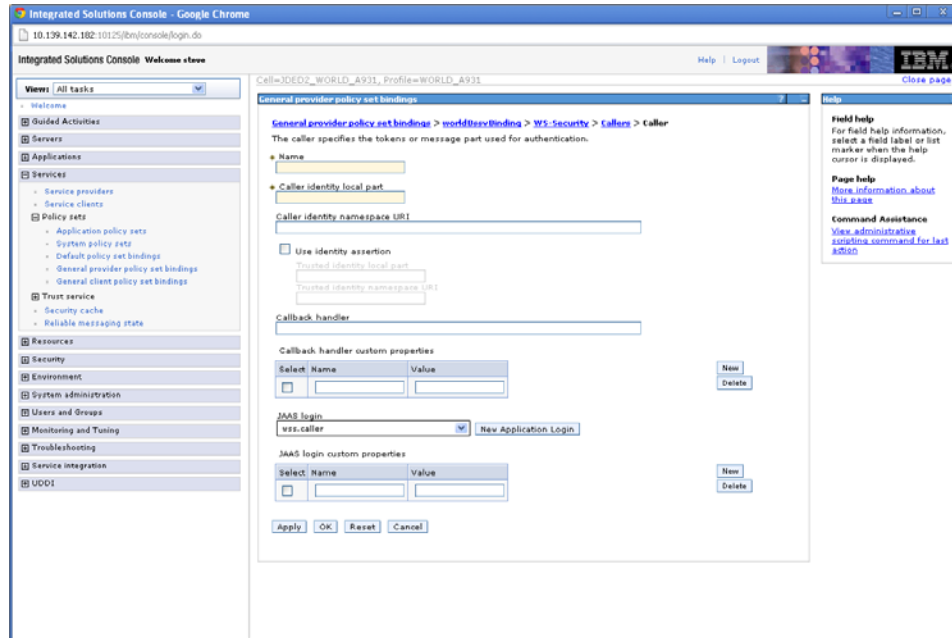 Integrated Solutions Console - Google Chrome
10.139.142.182:10125/ibm/console/login.do
Integrated Solutions Console Welcome steve
Help | Logout
IBM
Cell=JDED2_WORLD_A931, Profile=WORLD_A931
Close page
View: All tasks
Welcome
Guided Activities
Servers
Applications
Services
Service providers
Service clients
Policy sets
Application policy sets
System policy sets
Default policy set bindings
General provider policy set bindings
General client policy set bindings
Trust service
Security cache
Reliable messaging state
Resources
Security
Environment
System administration
Users and Groups
Monitoring and Tuning
Troubleshooting
Service integration
UDDI
General provider policy set bindings
General provider policy set bindings > > WS-Security > Callers > Caller
The caller specifies the tokens or message part used for authentication.
Name
Caller identity local part
Caller identity namespace URI
Use identity assertion
Trusted identity local part
Trusted identity namespace URI
Callback handler
Callback handler custom properties
Select Name Value
New
Delete
JAAS login
wss.caller
New Application Login
JAAS login custom properties
Select Name Value
New
Delete
Apply OK Reset Cancel
Help
Field help
For field help information,
select a field label or list
marker when the help
cursor is displayed.
Page help
More information about
this page
Command Assistance
View administrative
scripting command for last
action